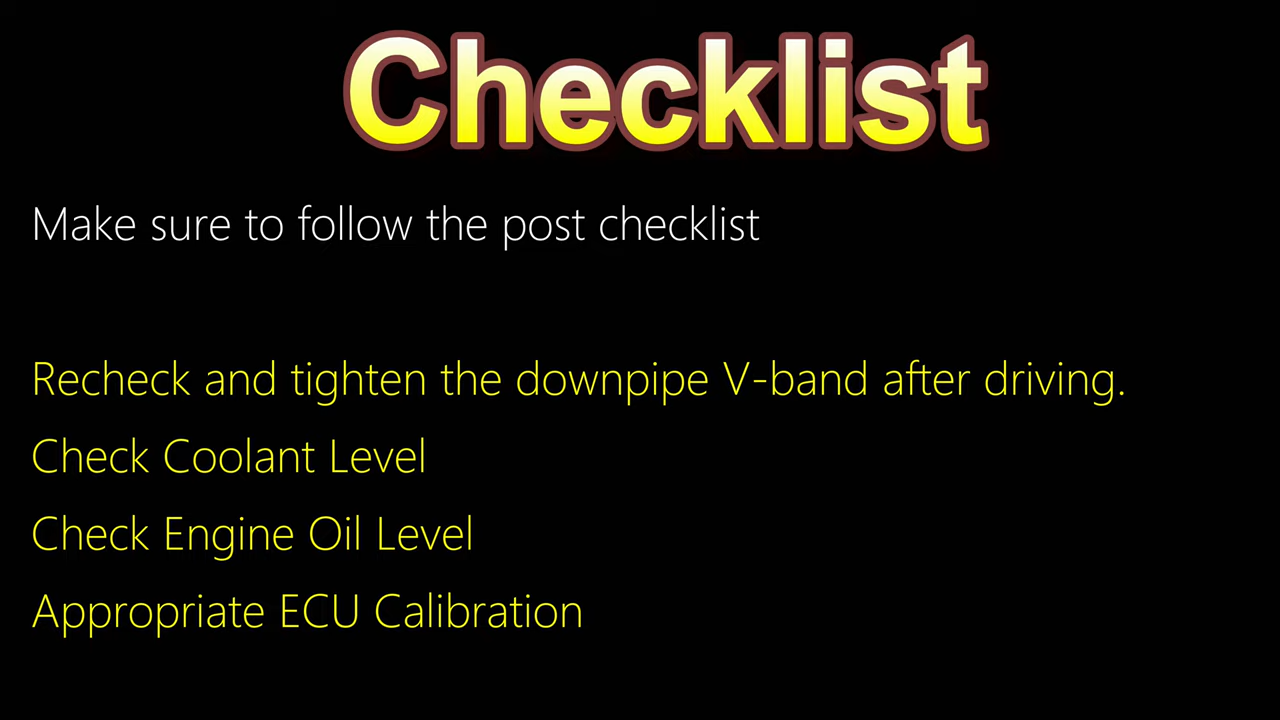 Checklist
Make sure to follow the post checklist
Recheck and tighten the downpipe V-band after driving.
Check Coolant Level
Check Engine Oil Level
Appropriate ECU Calibration